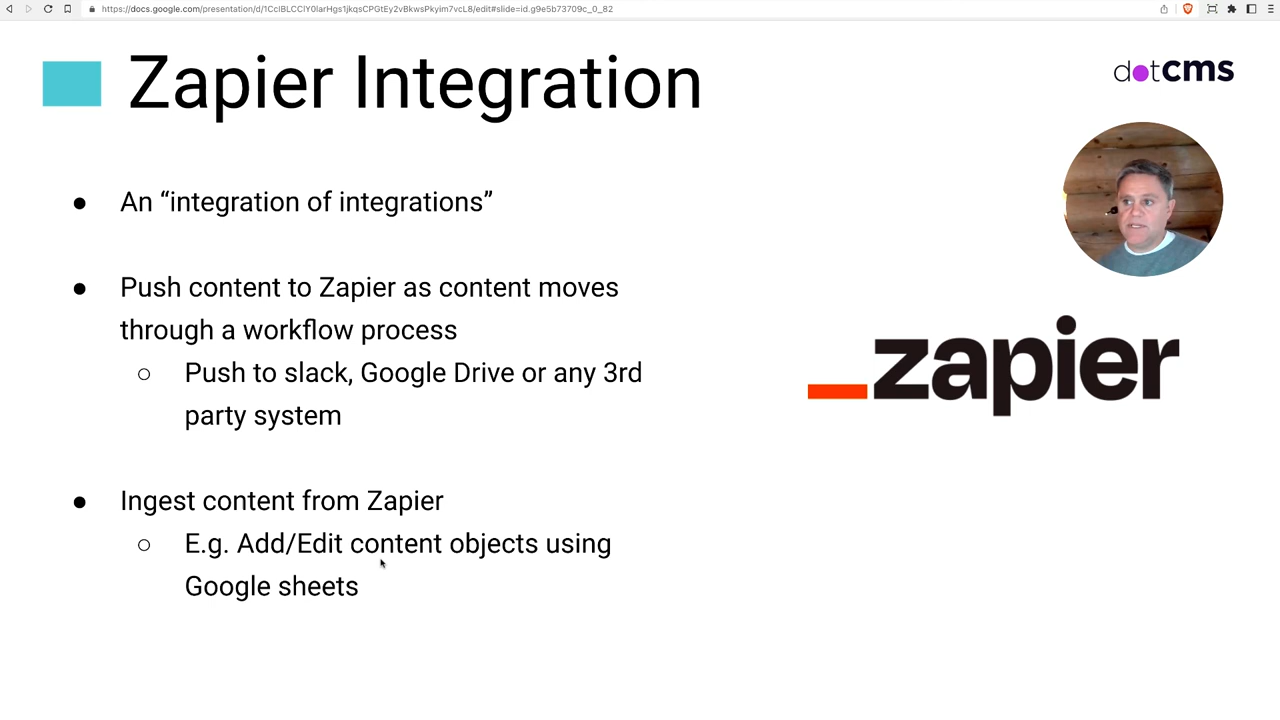 https://docs.google.com/presentation/d/1CclBLCClY0larHgs1jkqsCPGtEy2vBkwsPkyim7vcL8/edit#slide=id.g9e5b73709c_0_82
Zapier Integration
dotCMS
● An “integration of integrations”
● Push content to Zapier as content moves
through a workflow process
○ Push to slack, Google Drive or any 3rd
party system
_zapier
● Ingest content from Zapier
○ E.g. Add/Edit content objects using
Google sheets